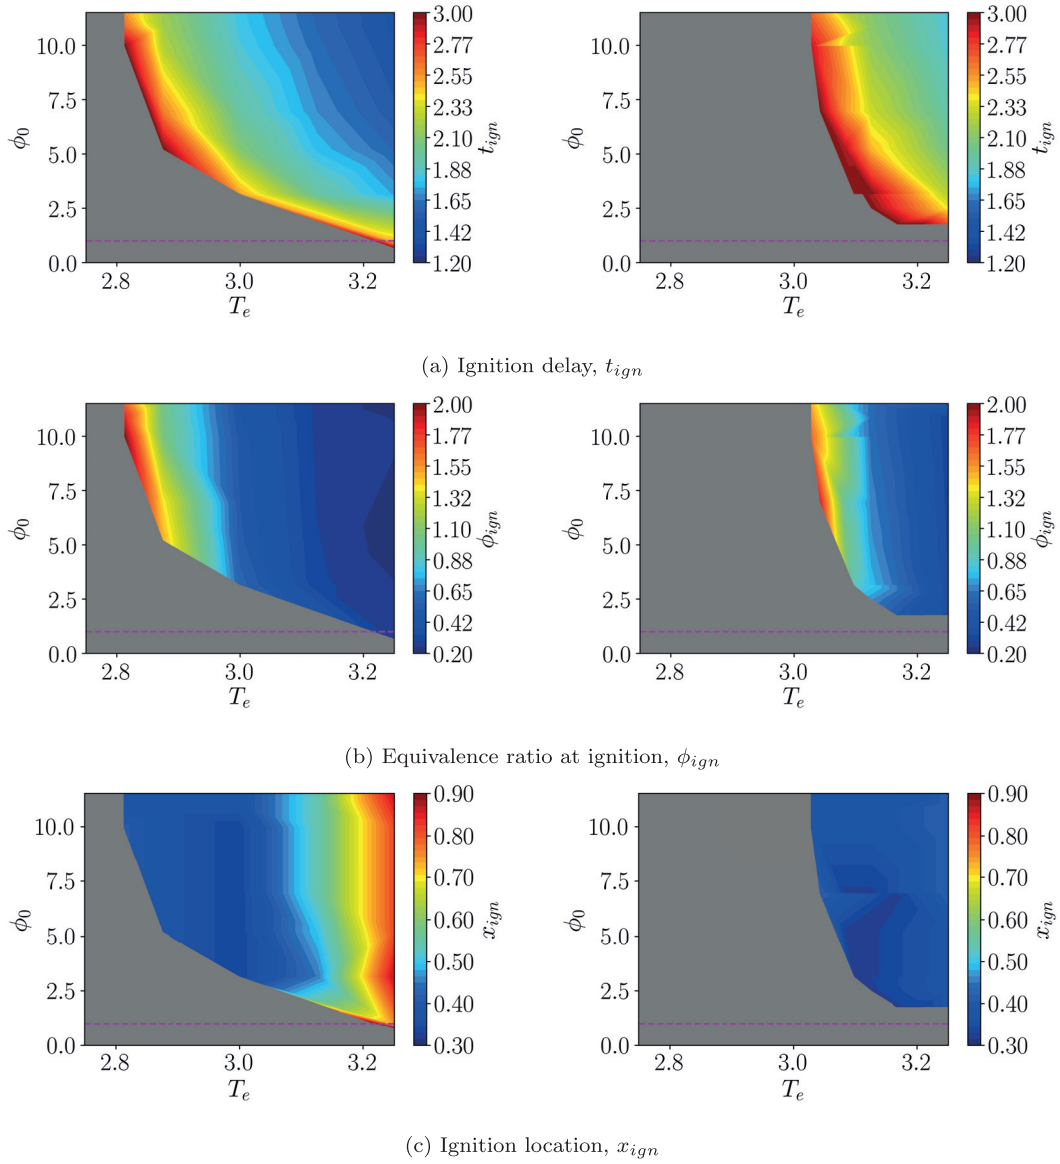 10.0
7.5
5.0
2.5
0.0
ϕ0
2.8 3.0 3.2
Te
3.00
2.77
2.55
2.33
2.10
1.88
1.65
1.42
1.20
tign
10.0
7.5
5.0
2.5
0.0
ϕ0
2.8 3.0 3.2
Te
3.00
2.77
2.55
2.33
2.10
1.88
1.65
1.42
1.20
tign
(a) Ignition delay, tign
10.0
7.5
5.0
2.5
0.0
ϕ0
2.8 3.0 3.2
Te
2.00
1.77
1.55
1.32
1.10
0.88
0.65
0.42
0.20
ϕign
10.0
7.5
5.0
2.5
0.0
ϕ0
2.8 3.0 3.2
Te
2.00
1.77
1.55
1.32
1.10
0.88
0.65
0.42
0.20
ϕign
(b) Equivalence ratio at ignition, ϕign
10.0
7.5
5.0
2.5
0.0
ϕ0
2.8 3.0 3.2
Te
0.90
0.80
0.70
0.60
0.50
0.40
0.30
xign
10.0
7.5
5.0
2.5
0.0
ϕ0
2.8 3.0 3.2
Te
0.90
0.80
0.70
0.60
0.50
0.40
0.30
xign
(c) Ignition location, xign